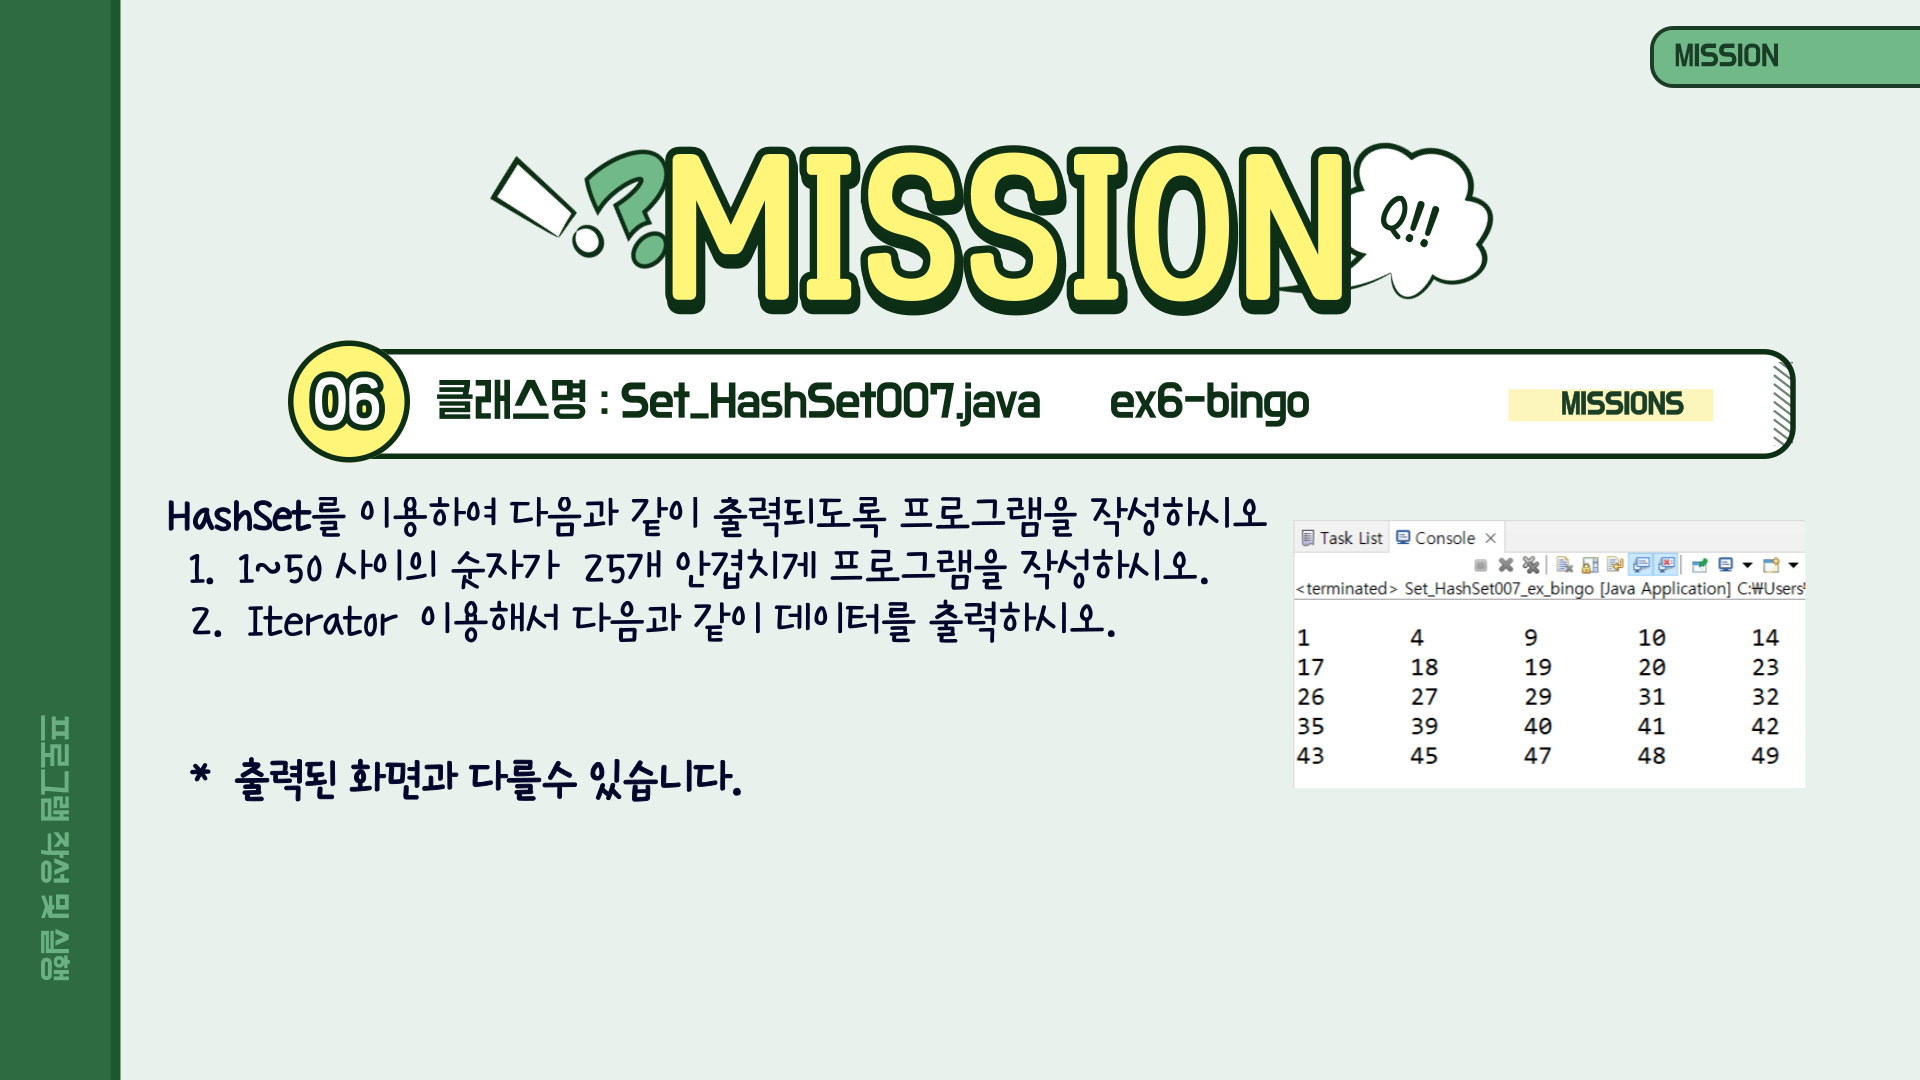 MISSION
MISSION
Q!!
06
클래스명 : Set_HashSet007.java ex6-bingo
MISSIONS
HashSet를 이용하여 다음과 같이 출력되도록 프로그램을 작성하시오
1. 1~50 사이의 숫자가 25개 안겹치게 프로그램을 작성하시오.
2. Iterator 이용해서 다음과 같이 데이터를 출력하시오.
* 출력된 화면과 다를수 있습니다.
Task List Console
<terminated> Set_HashSet007_ex_bingo [Java Application] C:₩Users
1 4 9 10 14
17 18 19 20 23
26 27 29 31 32
35 39 40 41 42
43 45 47 48 49
프로그램 작성 및 실행